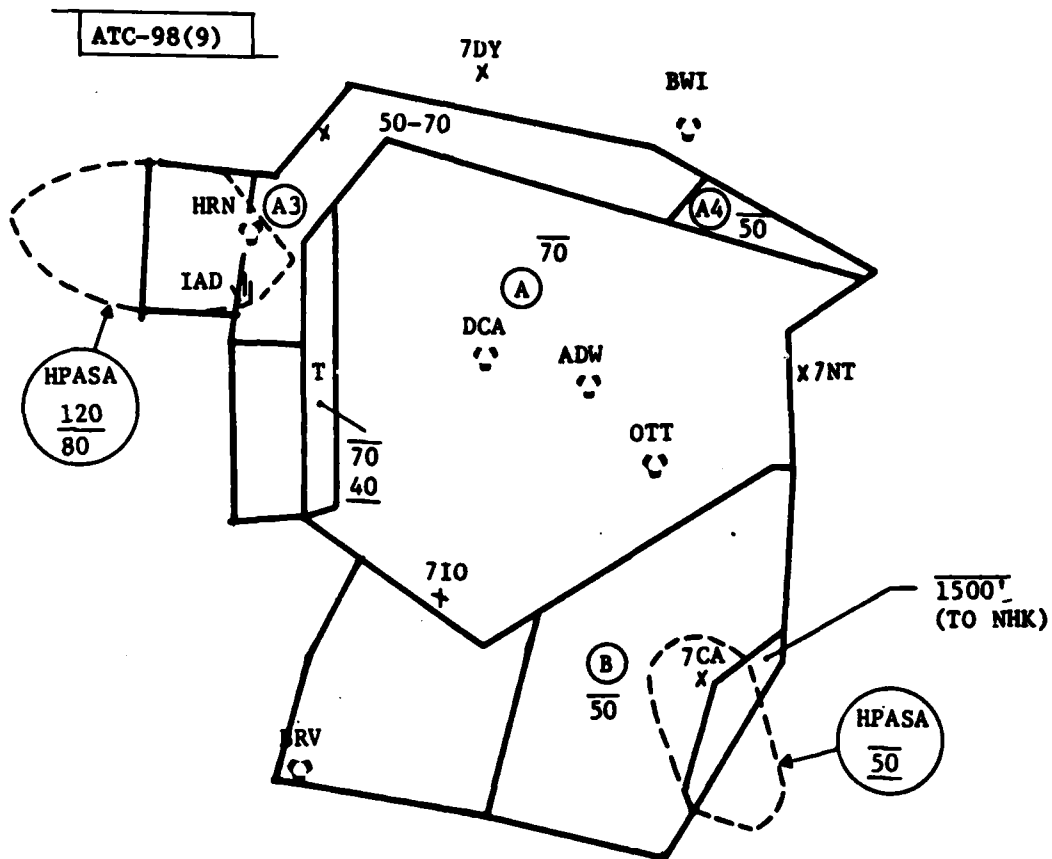 ATC-98(9)
7DY
BWI
50-70
HRN
A3
A4
50
70
IAD
A
DCA
ADW
HPASA
120
80
T
7NT
OTT
70
40
7IO
1500'
(TO NHK)
B
50
7CA
HPASA
50
BRV